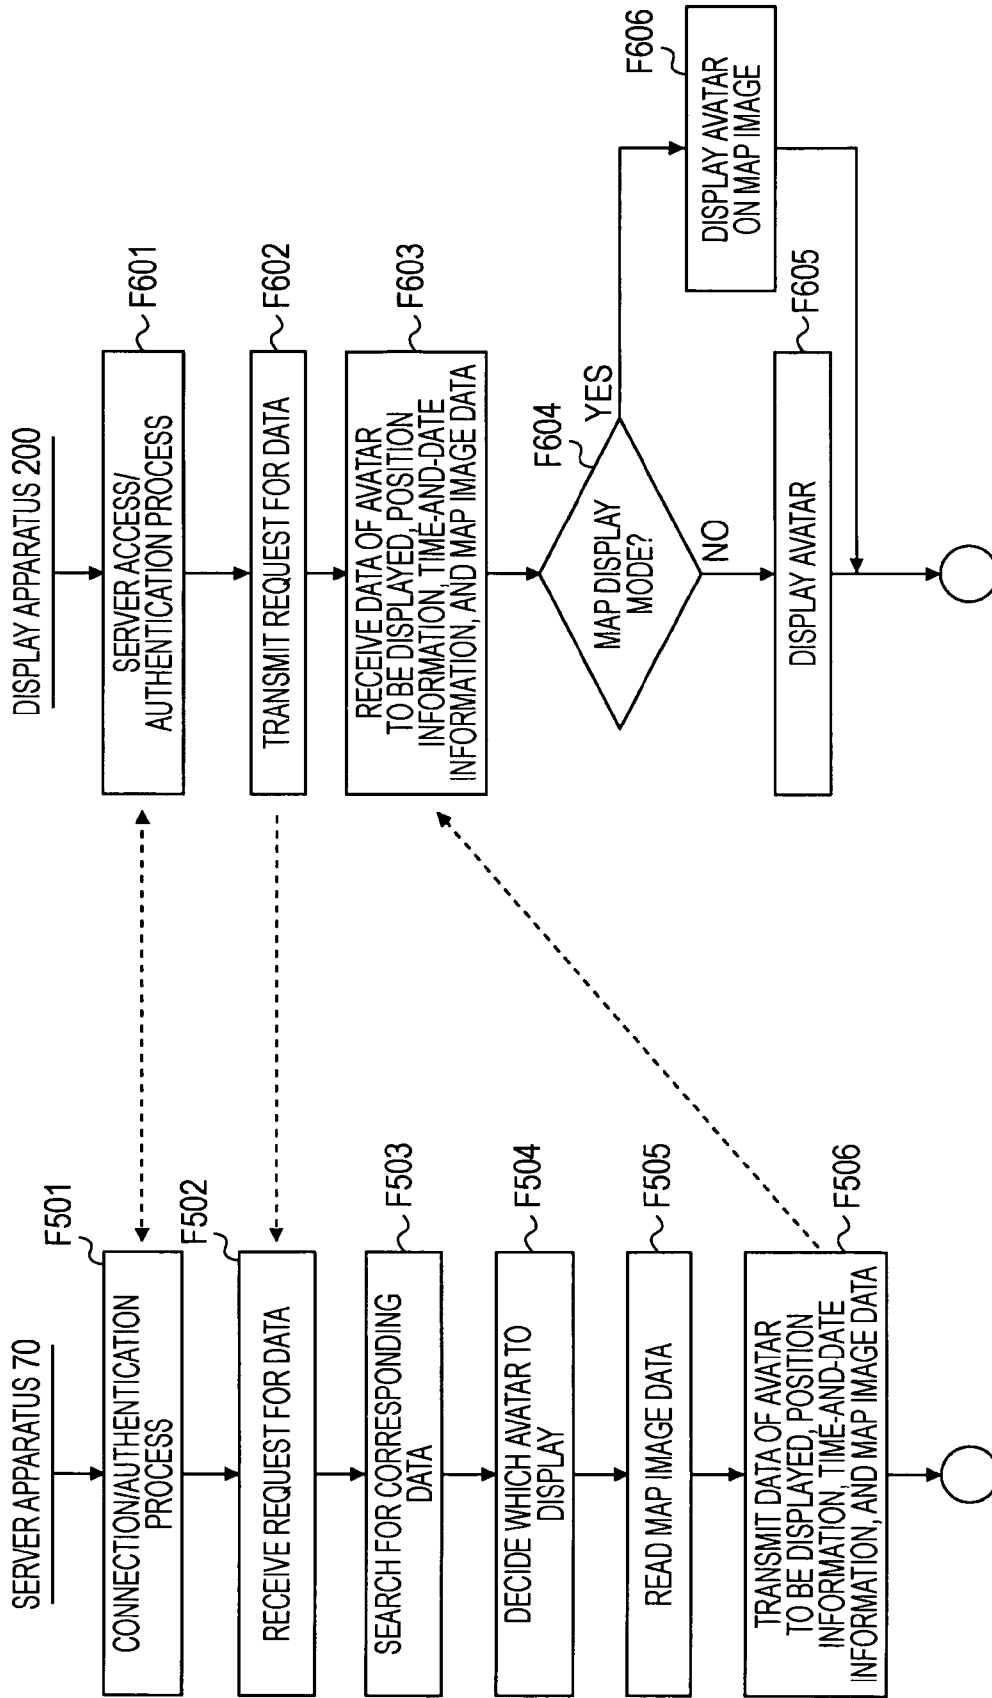 SERVER APPARATUS 70
F501
CONNECTION/AUTHENTICATION
PROCESS
F502
RECEIVE REQUEST FOR DATA
F503
SEARCH FOR CORRESPONDING
DATA
F504
DECIDE WHICH AVATAR TO
DISPLAY
F505
READ MAP IMAGE DATA
F506
TRANSMIT DATA OF AVATAR
TO BE DISPLAYED, POSITION
INFORMATION, TIME-AND-DATE
INFORMATION, AND MAP IMAGE DATA
DISPLAY APPARATUS 200
F601
SERVER ACCESS/
AUTHENTICATION PROCESS
F602
TRANSMIT REQUEST FOR DATA
F603
RECEIVE DATA OF AVATAR
TO BE DISPLAYED, POSITION
INFORMATION, TIME-AND-DATE
INFORMATION, AND MAP IMAGE DATA
F604
MAP DISPLAY
MODE?
YES
NO
F605
DISPLAY AVATAR
F606
DISPLAY AVATAR
ON MAP IMAGE